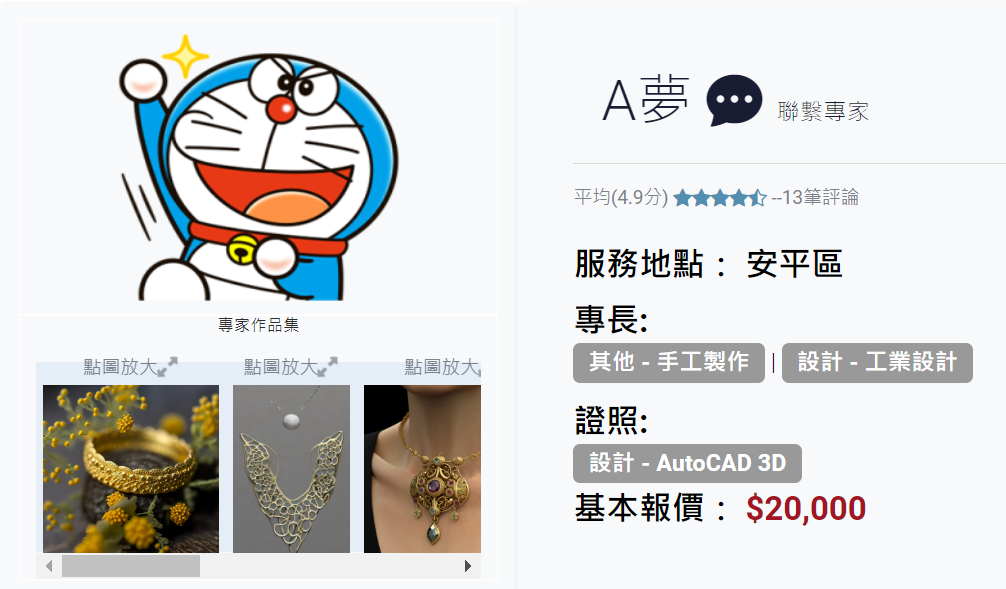 專家作品集
點圖放大
點圖放大
點圖放大
A夢 聯繫專家
平均(4.9分) --13筆評論
服務地點： 安平區
專長:
其他 - 手工製作 | 設計 - 工業設計
證照:
設計 - AutoCAD 3D
基本報價： $20,000